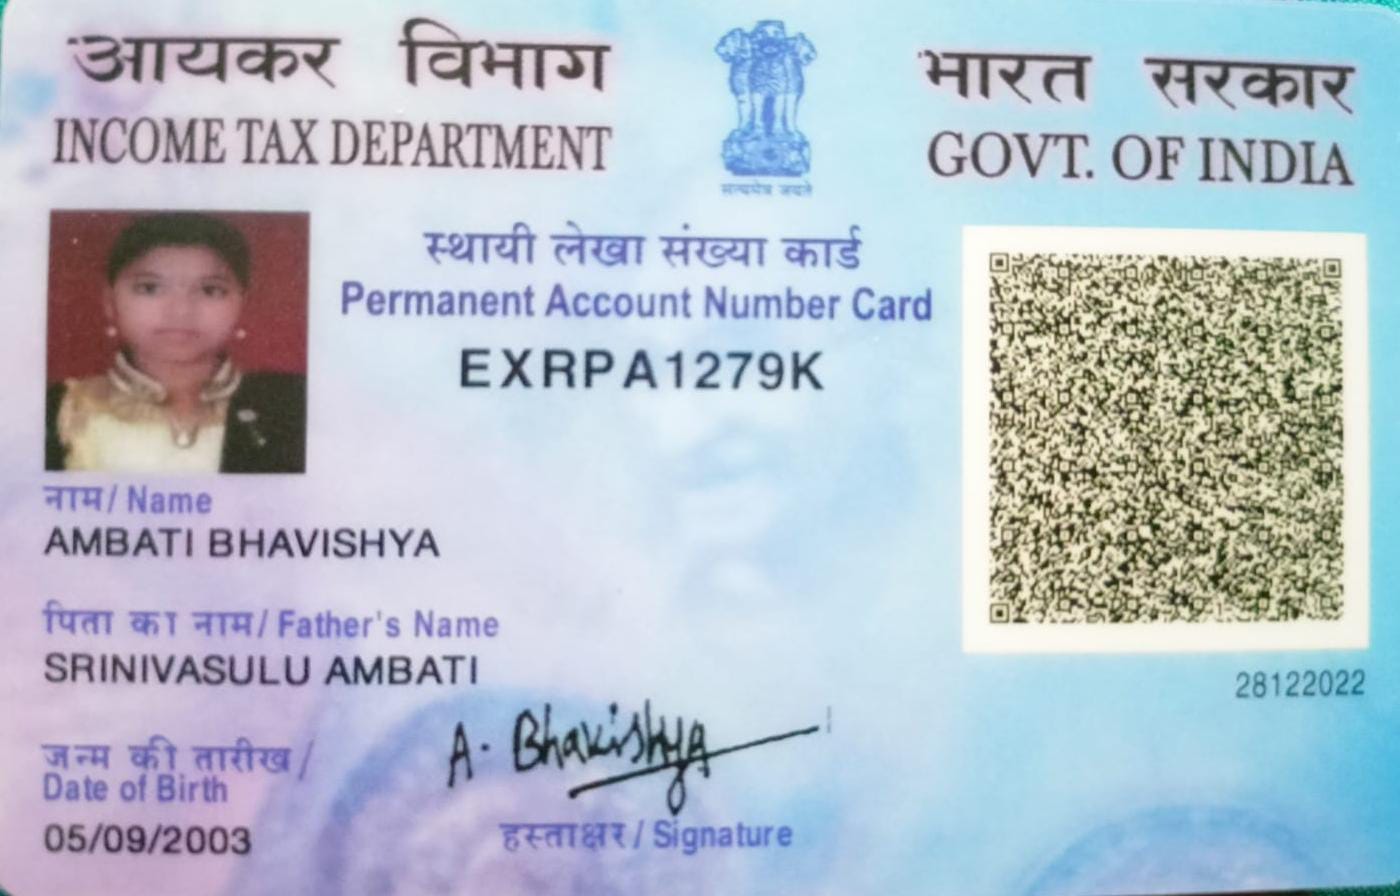 आयकर विभाग
INCOME TAX DEPARTMENT
सत्यमेव जयते
भारत सरकार
GOVT. OF INDIA
स्थायी लेखा संख्या कार्ड
Permanent Account Number Card
EXRPA1279K
नाम/ Name
AMBATI BHAVISHYA
पिता का नाम/ Father's Name
SRINIVASULU AMBATI
28122022
जन्म की तारीख/
Date of Birth
05/09/2003
A. Bhavishya
हस्ताक्षर/ Signature